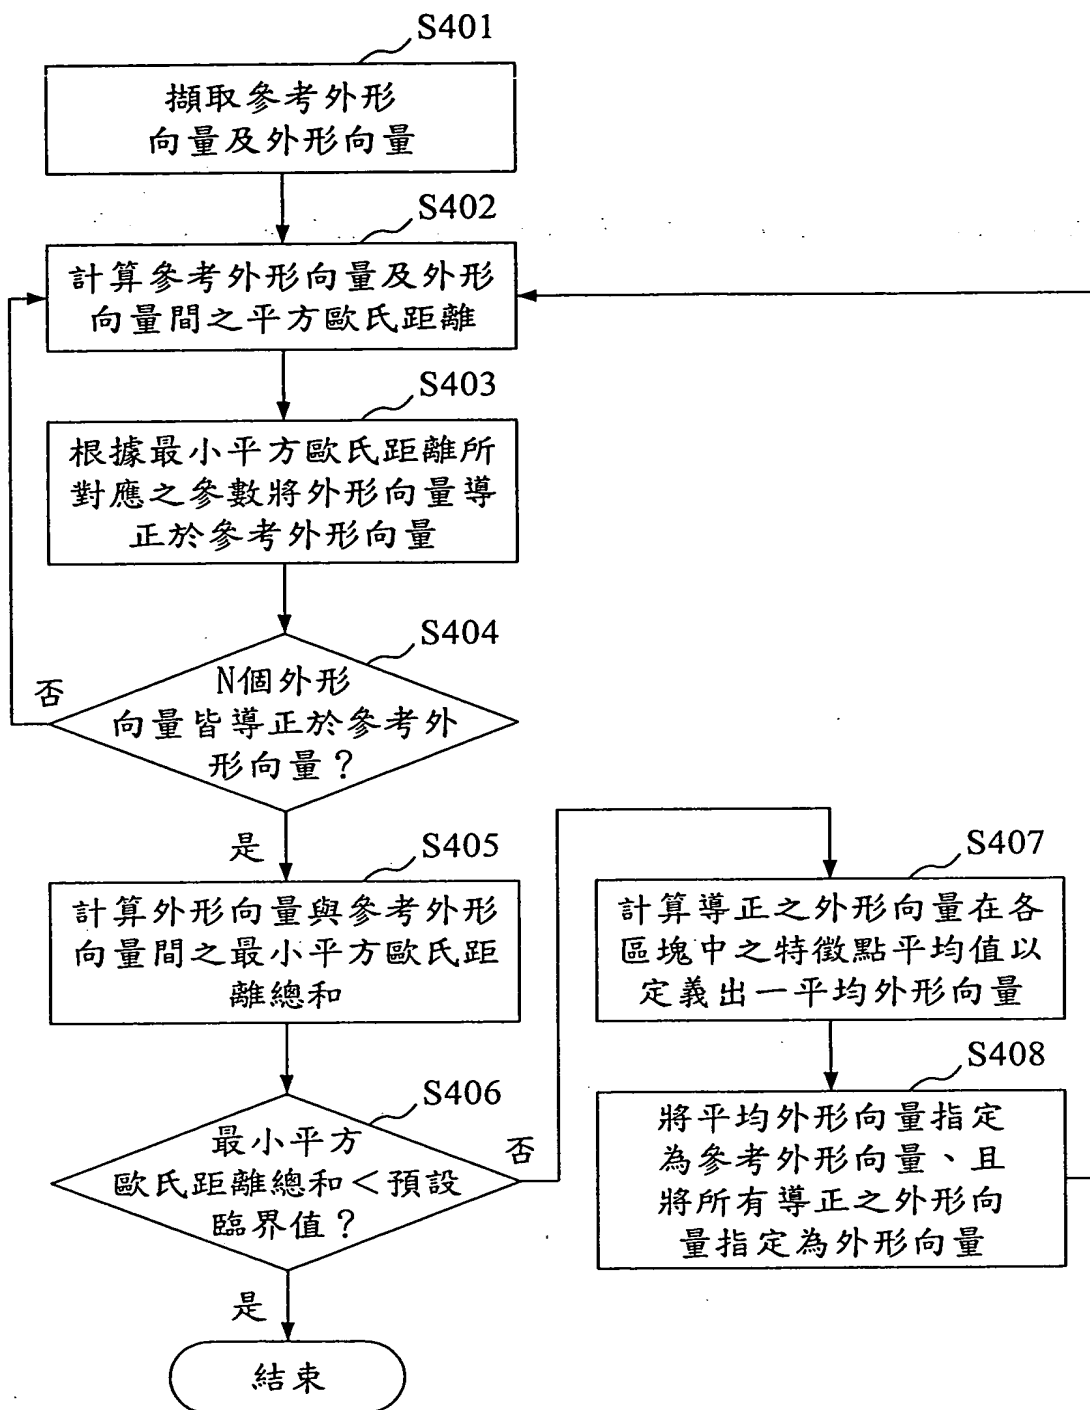 S401
擷取參考外形
向量及外形向量
S402
計算參考外形向量及外形
向量間之平方歐氏距離
S403
根據最小平方歐氏距離所
對應之參數將外形向量導
正於參考外形向量
S404
N個外形
向量皆導正於參考外
形向量？
否
是
S405
計算外形向量與參考外形
向量間之最小平方歐氏距
離總和
S406
最小平方
歐氏距離總和＜預設
臨界值？
否
是
結束
S407
計算導正之外形向量在各
區塊中之特徵點平均值以
定義出一平均外形向量
S408
將平均外形向量指定
為參考外形向量、且
將所有導正之外形向
量指定為外形向量